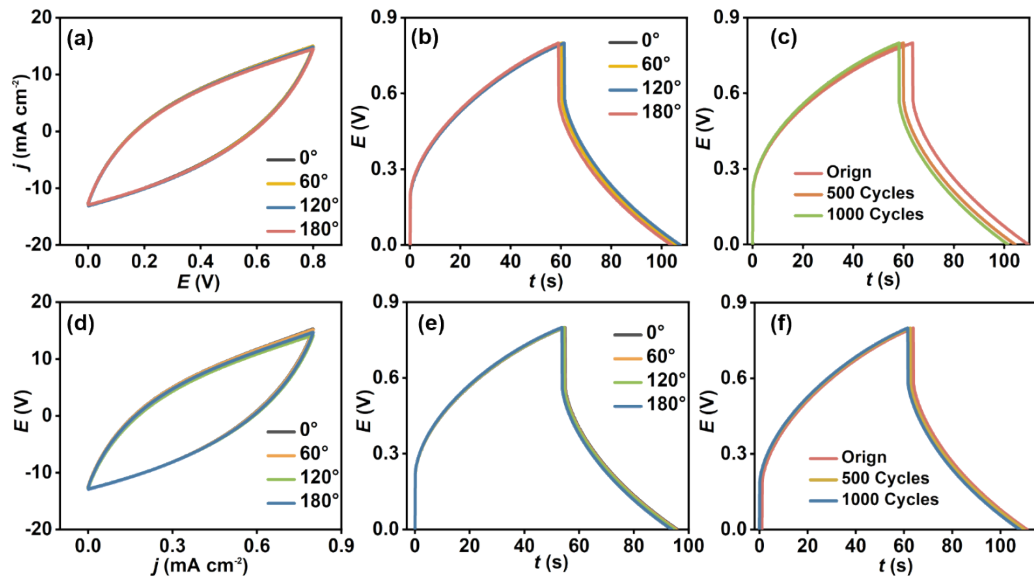 (a)
20
10
0
-10
-20
j (mA cm-2)
0.0 0.2 0.4 0.6 0.8
E (V)
0°
60°
120°
180°
(b)
0.9
0.6
0.3
0.0
E (V)
0 20 40 60 80 100
t (s)
0°
60°
120°
180°
(c)
0.9
0.6
0.3
0.0
E (V)
0 20 40 60 80 100
t (s)
Orign
500 Cycles
1000 Cycles
(d)
20
10
0
-10
-20
E (V)
0.0 0.3 0.6 0.9
j (mA cm-2)
0°
60°
120°
180°
(e)
0.9
0.6
0.3
0.0
E (V)
0 20 40 60 80 100
t (s)
0°
60°
120°
180°
(f)
0.9
0.6
0.3
0.0
E (V)
0 20 40 60 80 100
t (s)
Orign
500 Cycles
1000 Cycles